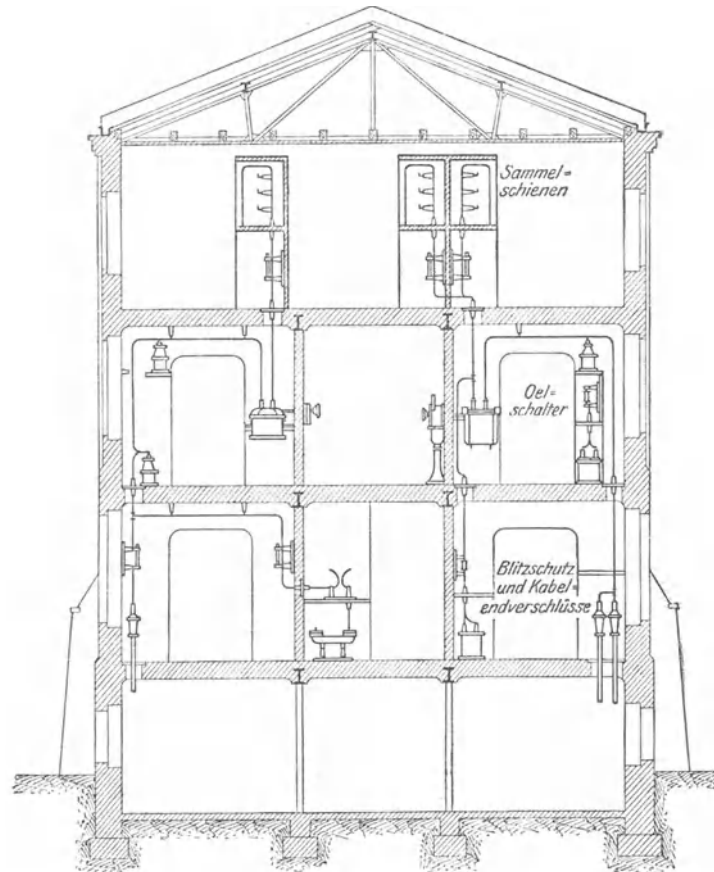 Sammel=
schienen
Oel=
schalter
Blitzschutz
und Kabel=
endverschlüsse